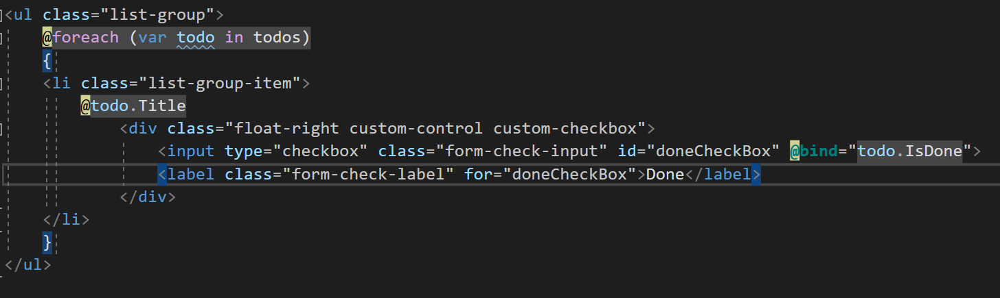 <ul class="list-group">
@foreach (var todo in todos)
{
<li class="list-group-item">
@todo.Title
<div class="float-right custom-control custom-checkbox">
<input type="checkbox" class="form-check-input" id="doneCheckBox" @bind="todo.IsDone">
<label class="form-check-label" for="doneCheckBox">Done</label>
</div>
</li>
}
</ul>